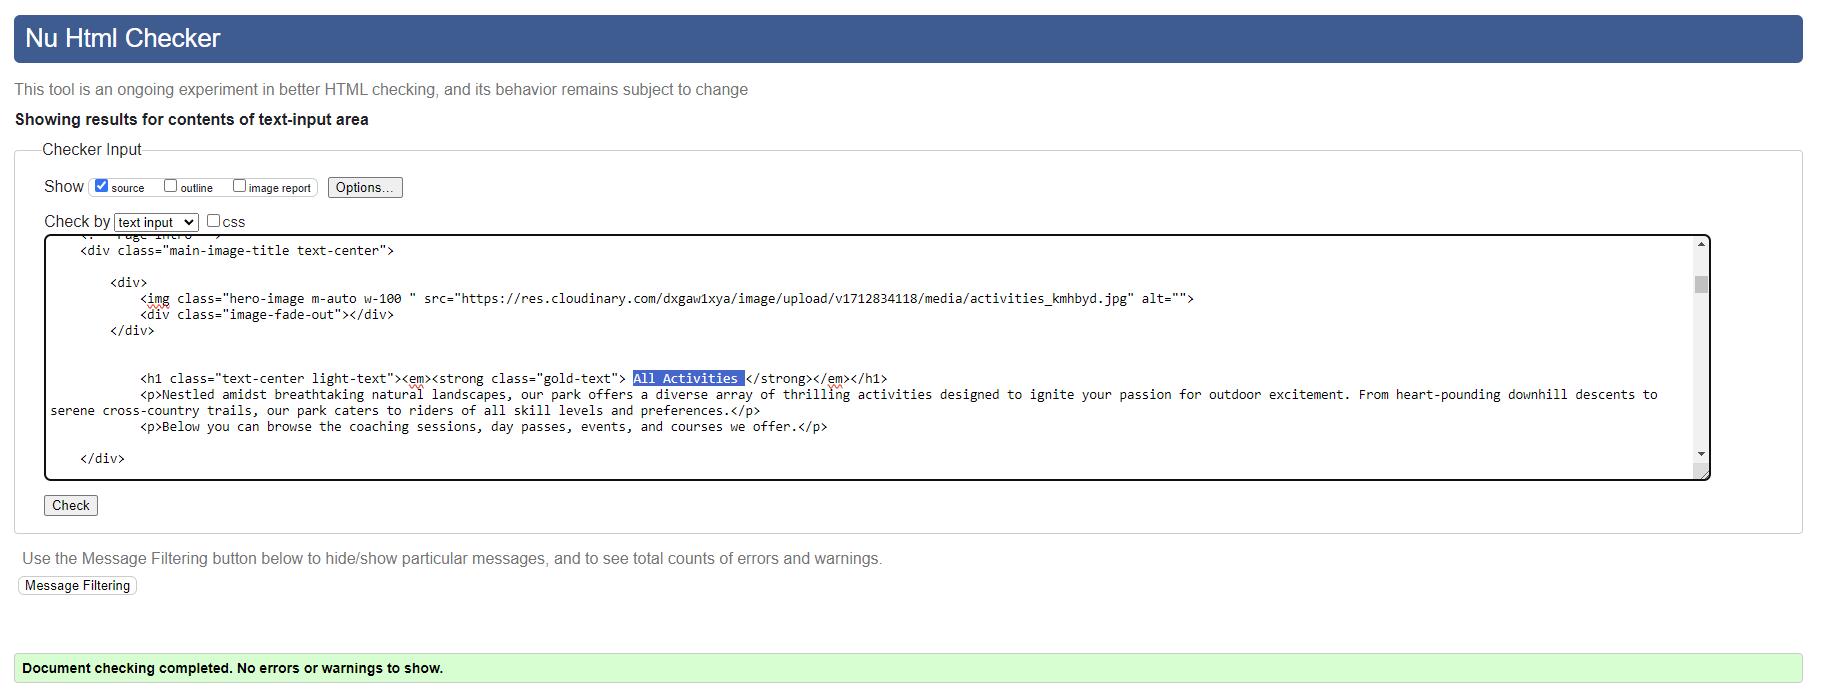 Nu Html Checker
This tool is an ongoing experiment in better HTML checking, and its behavior remains subject to change
Showing results for contents of text-input area
Checker Input
Show source outline image report Options...
Check by text input css
<div class="main-image-title text-center">
<div>
<img class="hero-image m-auto w-100 " src="https://res.cloudinary.com/dxgaw1xya/image/upload/v1712834118/media/activities_kmhbyd.jpg" alt="">
<div class="image-fade-out"></div>
</div>
<h1 class="text-center light-text"><em><strong class="gold-text"> All Activities </strong></em></h1>
<p>Nestled amidst breathtaking natural landscapes, our park offers a diverse array of thrilling activities designed to ignite your passion for outdoor excitement. From heart-pounding downhill descents to
serene cross-country trails, our park caters to riders of all skill levels and preferences.</p>
<p>Below you can browse the coaching sessions, day passes, events, and courses we offer.</p>
</div>
Check
Use the Message Filtering button below to hide/show particular messages, and to see total counts of errors and warnings.
Message Filtering
Document checking completed. No errors or warnings to show.